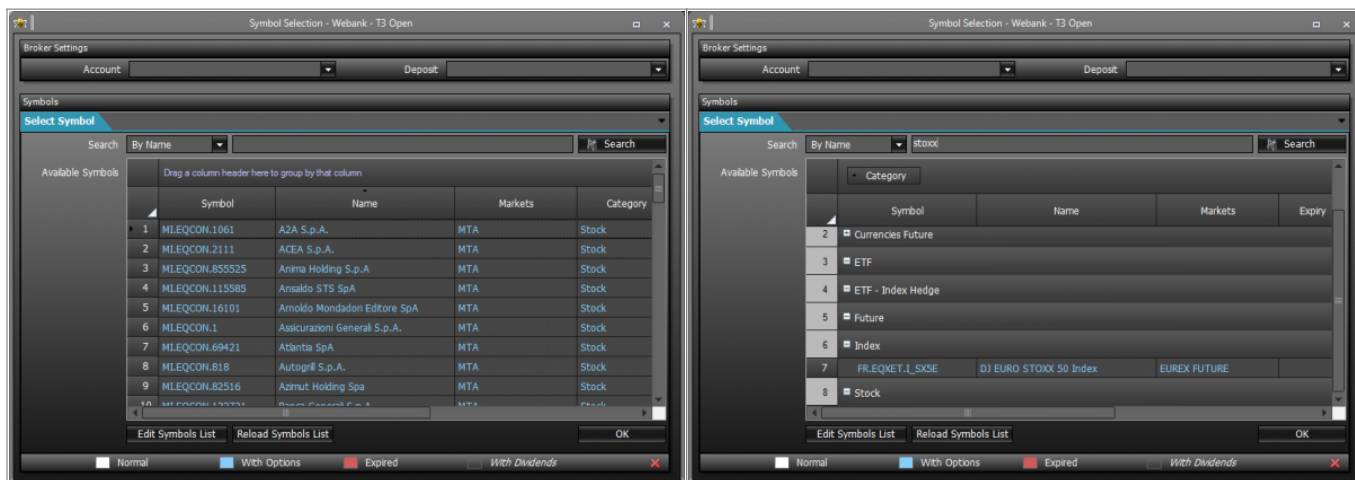 Symbol Selection - Webank - T3 Open
Broker Settings
Account Deposit
Symbols
Select Symbol
Search By Name Search
Available Symbols Drag a column header here to group by that column
Symbol Name Markets Category
1 MI.EQCON.1061 A2A S.p.A. MTA Stock
2 MI.EQCON.2111 ACEA S.p.A. MTA Stock
3 MI.EQCON.855525 Anima Holding S.p.A MTA Stock
4 MI.EQCON.115585 Ansaldo STS SpA MTA Stock
5 MI.EQCON.16101 Arnoldo Mondadori Editore SpA MTA Stock
6 MI.EQCON.1 Assicurazioni Generali S.p.A. MTA Stock
7 MI.EQCON.69421 Atlantia SpA MTA Stock
8 MI.EQCON.818 Autogrill S.p.A. MTA Stock
9 MI.EQCON.82516 Azimut Holding Spa MTA Stock
Edit Symbols List Reload Symbols List OK
Normal With Options Expired With Dividends
Symbol Selection - Webank - T3 Open
Broker Settings
Account Deposit
Symbols
Select Symbol
Search By Name stoxx Search
Available Symbols Category
Symbol Name Markets Expiry
2 Currencies Future
3 ETF
4 ETF - Index Hedge
5 Future
6 Index
7 FR.EQXET.I_SX5E DJ EURO STOXX 50 Index EUREX FUTURE
8 Stock
Edit Symbols List Reload Symbols List OK
Normal With Options Expired With Dividends